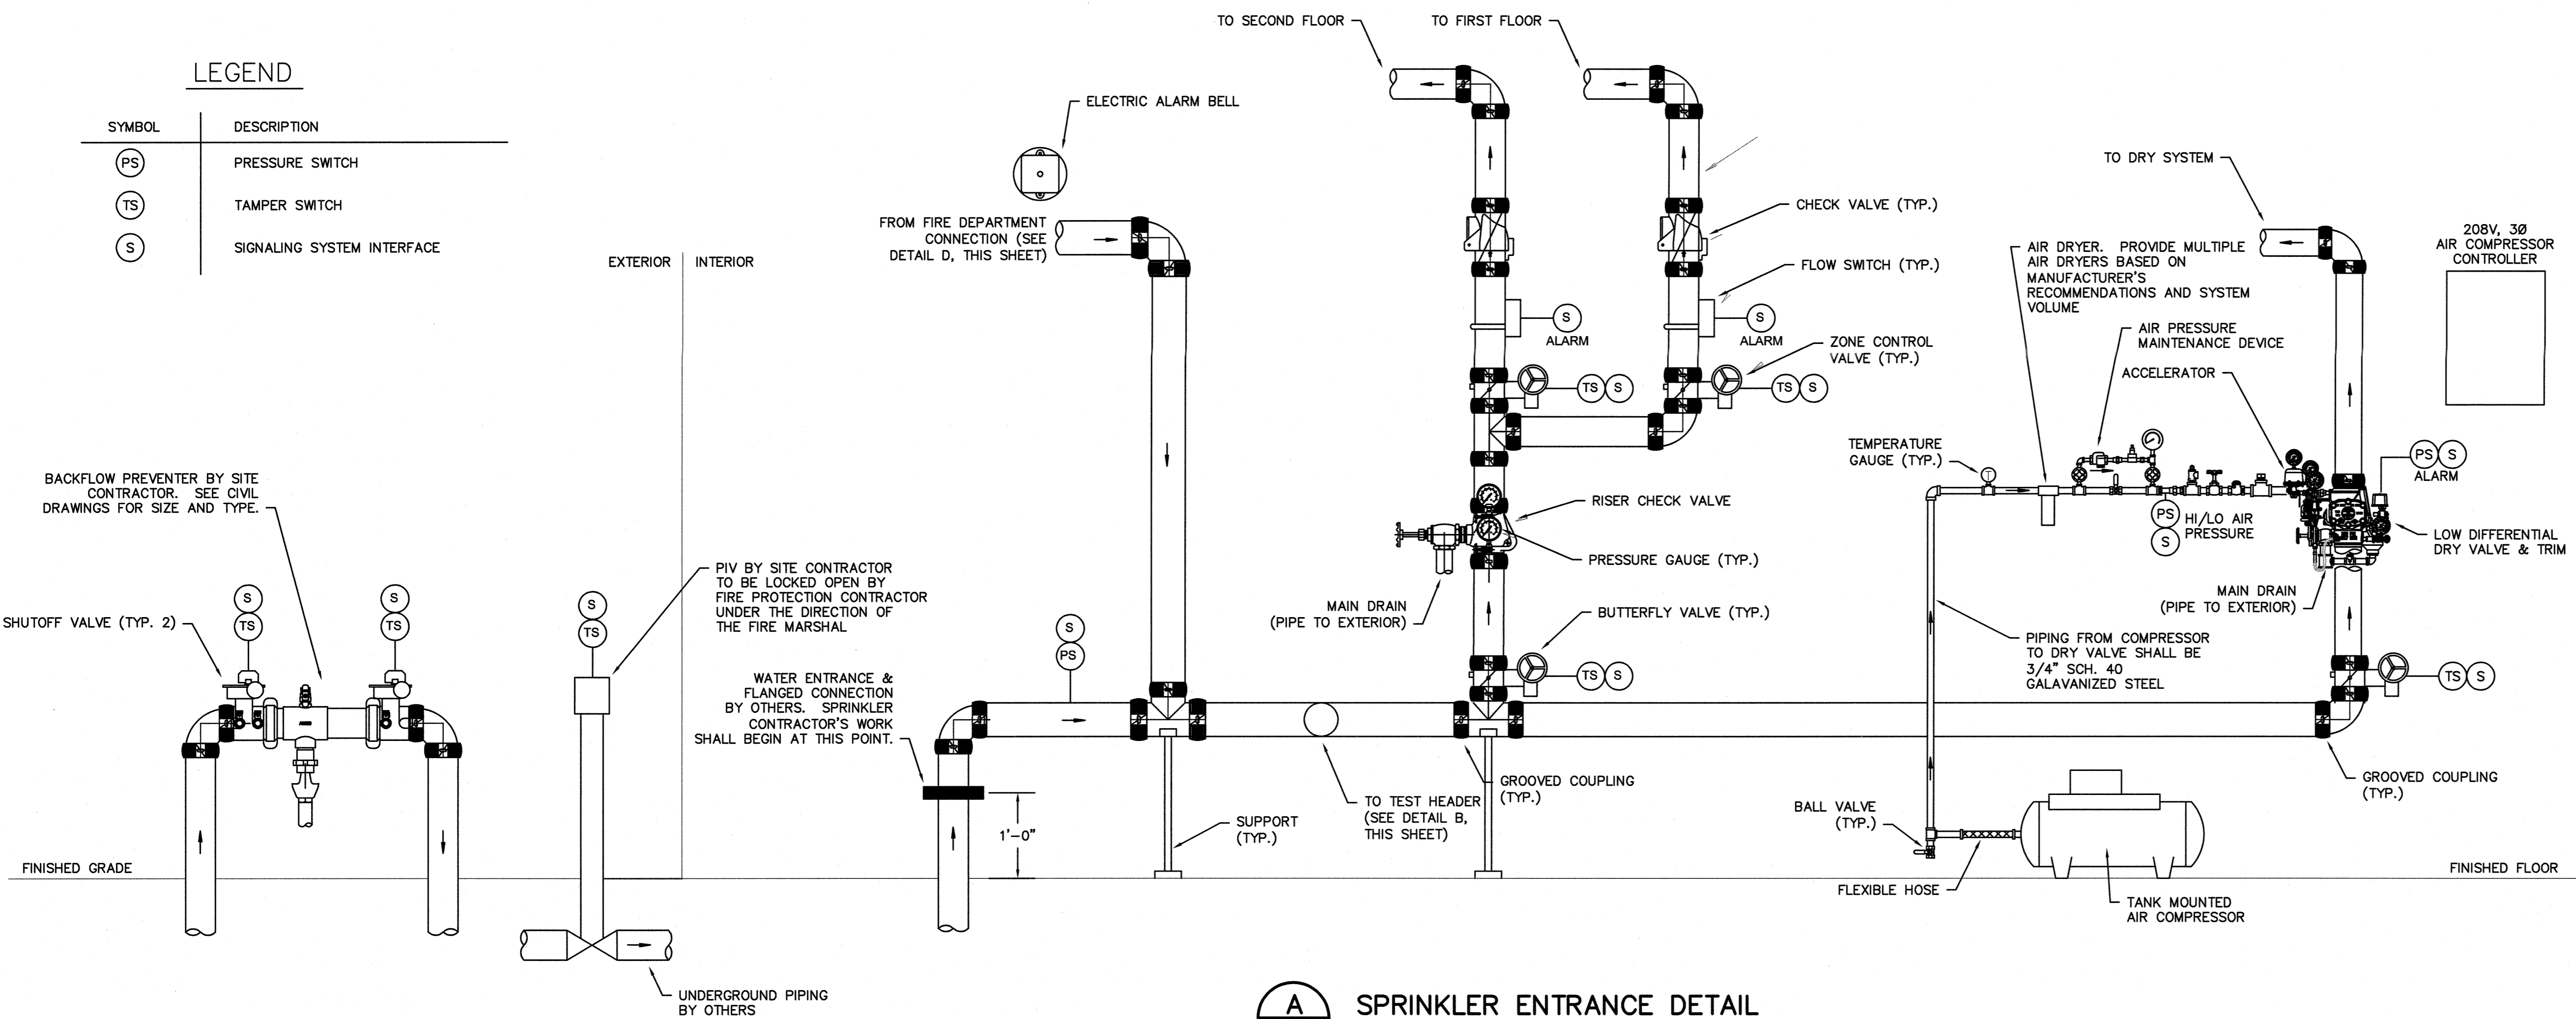 LEGEND
SYMBOL DESCRIPTION
PS PRESSURE SWITCH
TS TAMPER SWITCH
S SIGNALING SYSTEM INTERFACE
EXTERIOR INTERIOR
BACKFLOW PREVENTER BY SITE
CONTRACTOR. SEE CIVIL
DRAWINGS FOR SIZE AND TYPE.
SHUTOFF VALVE (TYP. 2)
S
TS
S
TS
S
TS
PIV BY SITE CONTRACTOR
TO BE LOCKED OPEN BY
FIRE PROTECTION CONTRACTOR
UNDER THE DIRECTION OF
THE FIRE MARSHAL
FINISHED GRADE
UNDERGROUND PIPING
BY OTHERS
WATER ENTRANCE &
FLANGED CONNECTION
BY OTHERS. SPRINKLER
CONTRACTOR'S WORK
SHALL BEGIN AT THIS POINT.
1'-0"
ELECTRIC ALARM BELL
FROM FIRE DEPARTMENT
CONNECTION (SEE
DETAIL D, THIS SHEET)
S
PS
SUPPORT
(TYP.)
TO TEST HEADER
(SEE DETAIL B,
THIS SHEET)
GROOVED COUPLING
(TYP.)
TO SECOND FLOOR
TO FIRST FLOOR
CHECK VALVE (TYP.)
FLOW SWITCH (TYP.)
S
ALARM
S
ALARM
ZONE CONTROL
VALVE (TYP.)
TS S
TS S
RISER CHECK VALVE
PRESSURE GAUGE (TYP.)
MAIN DRAIN
(PIPE TO EXTERIOR)
BUTTERFLY VALVE (TYP.)
TS S
TO DRY SYSTEM
208V, 3Ø
AIR COMPRESSOR
CONTROLLER
AIR DRYER. PROVIDE MULTIPLE
AIR DRYERS BASED ON
MANUFACTURER'S
RECOMMENDATIONS AND SYSTEM
VOLUME
AIR PRESSURE
MAINTENANCE DEVICE
ACCELERATOR
TEMPERATURE
GAUGE (TYP.)
T
PS
S
HI/LO AIR
PRESSURE
PS S
ALARM
LOW DIFFERENTIAL
DRY VALVE & TRIM
MAIN DRAIN
(PIPE TO EXTERIOR)
PIPING FROM COMPRESSOR
TO DRY VALVE SHALL BE
3/4" SCH. 40
GALAVANIZED STEEL
TS S
GROOVED COUPLING
(TYP.)
BALL VALVE
(TYP.)
FLEXIBLE HOSE
TANK MOUNTED
AIR COMPRESSOR
FINISHED FLOOR
A SPRINKLER ENTRANCE DETAIL